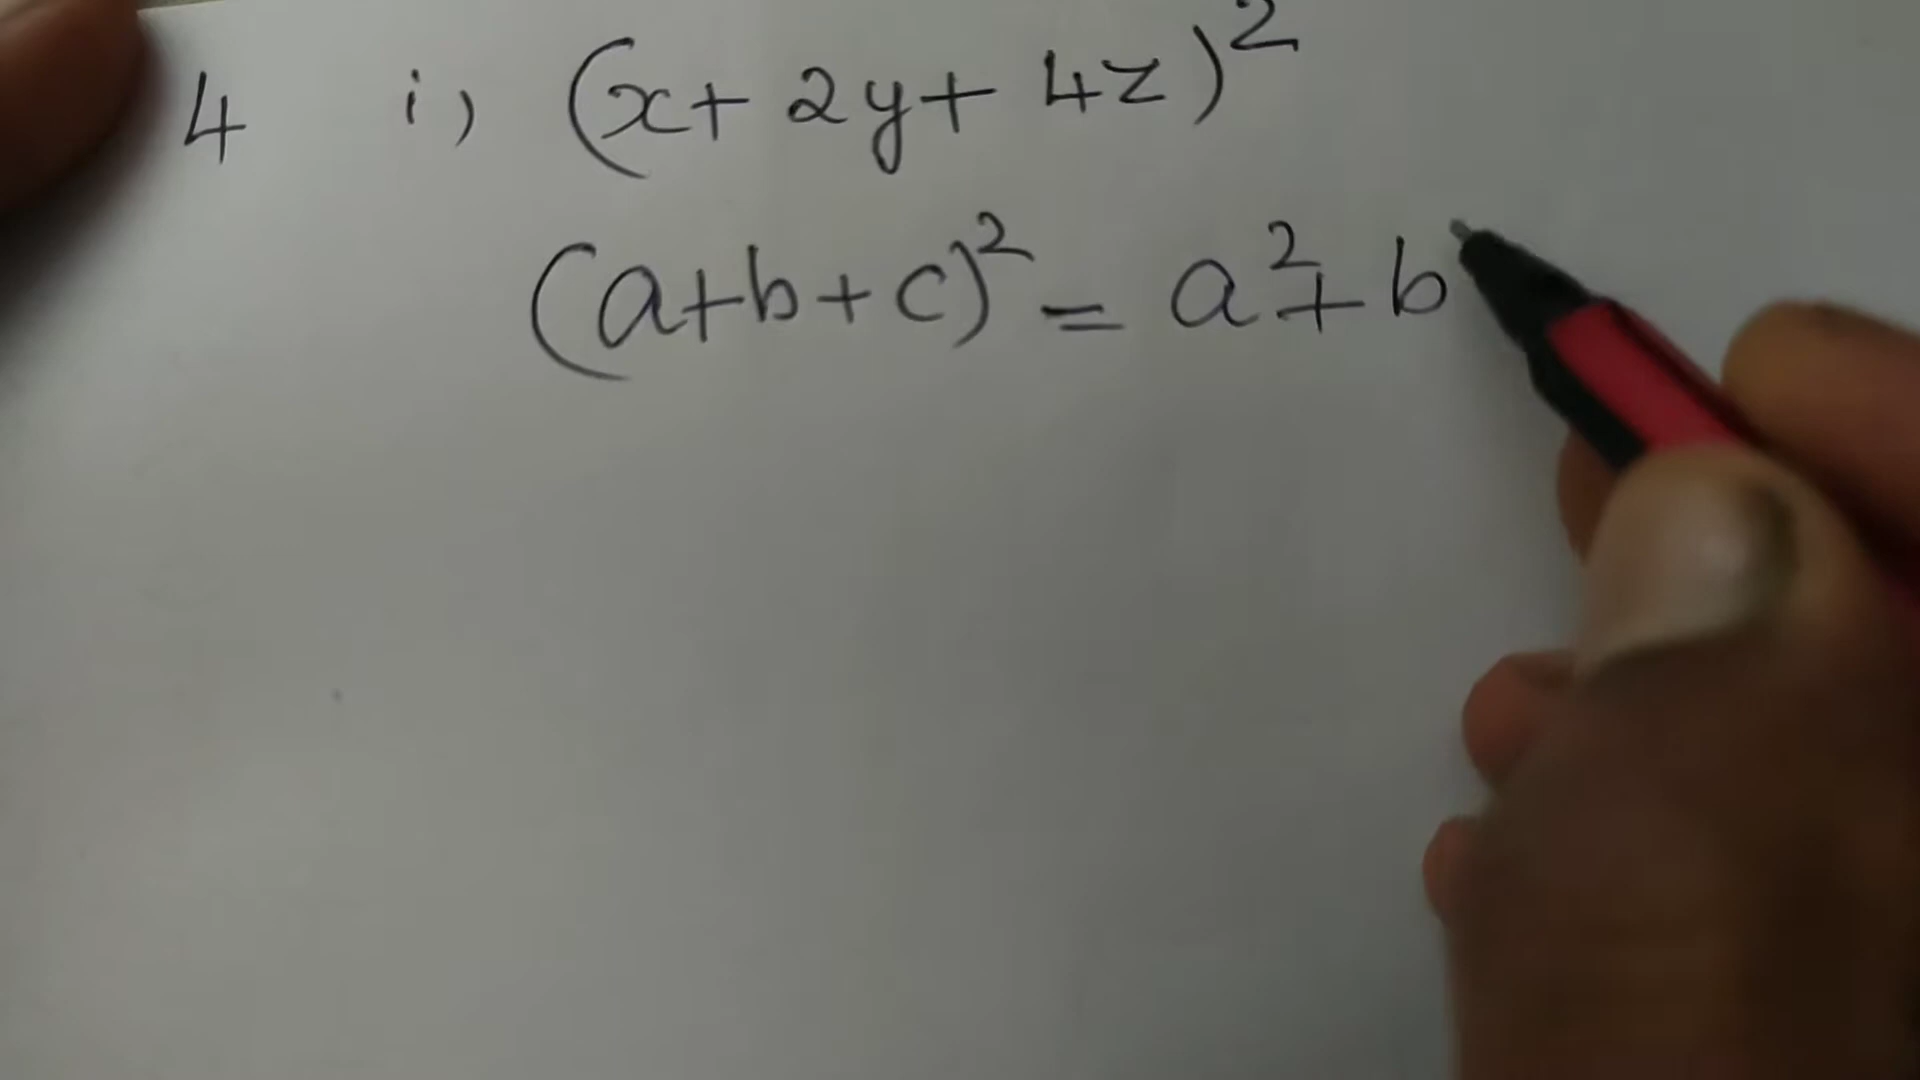 4 i) (x + 2y + 4z)²
(a+b+c)² = a² + b